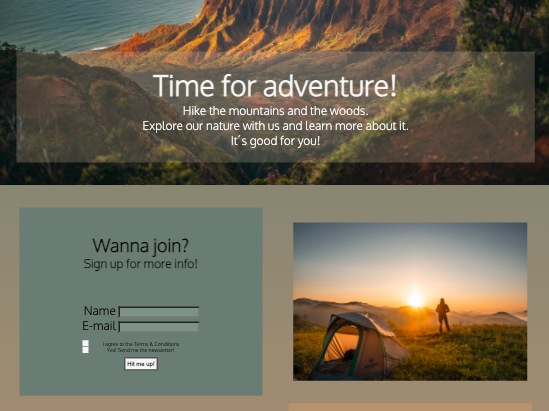 Time for adventure!
Hike the mountains and the woods.
Explore our nature with us and learn more about it.
It´s good for you!
Wanna join?
Sign up for more info!
Name
E-mail
I agree to the Terms & Conditions
Yes! Send me the newsletter!
Hit me up!